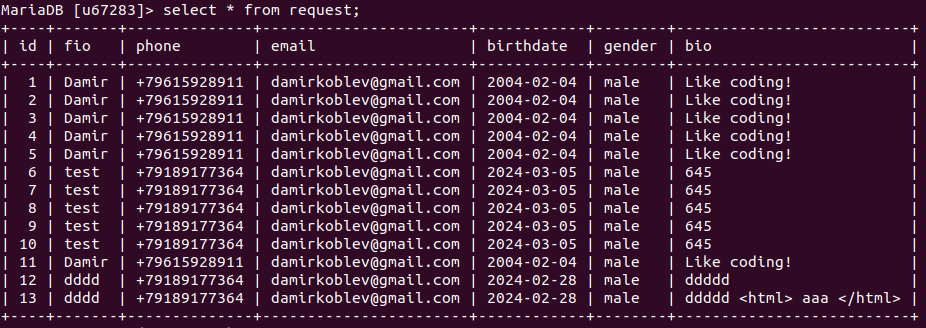 MariaDB [u67283]> select * from request;
+----+-------+--------------+-----------------------+------------+--------+--------------------------+
| id | fio   | phone        | email                 | birthdate  | gender | bio                      |
+----+-------+--------------+-----------------------+------------+--------+--------------------------+
|  1 | Damir | +79615928911 | damirkoblev@gmail.com | 2004-02-04 | male   | Like coding!             |
|  2 | Damir | +79615928911 | damirkoblev@gmail.com | 2004-02-04 | male   | Like coding!             |
|  3 | Damir | +79615928911 | damirkoblev@gmail.com | 2004-02-04 | male   | Like coding!             |
|  4 | Damir | +79615928911 | damirkoblev@gmail.com | 2004-02-04 | male   | Like coding!             |
|  5 | Damir | +79615928911 | damirkoblev@gmail.com | 2004-02-04 | male   | Like coding!             |
|  6 | test  | +79189177364 | damirkoblev@gmail.com | 2024-03-05 | male   | 645                      |
|  7 | test  | +79189177364 | damirkoblev@gmail.com | 2024-03-05 | male   | 645                      |
|  8 | test  | +79189177364 | damirkoblev@gmail.com | 2024-03-05 | male   | 645                      |
|  9 | test  | +79189177364 | damirkoblev@gmail.com | 2024-03-05 | male   | 645                      |
| 10 | test  | +79189177364 | damirkoblev@gmail.com | 2024-03-05 | male   | 645                      |
| 11 | Damir | +79615928911 | damirkoblev@gmail.com | 2004-02-04 | male   | Like coding!             |
| 12 | dddd  | +79189177364 | damirkoblev@gmail.com | 2024-02-28 | male   | ddddd                    |
| 13 | dddd  | +79189177364 | damirkoblev@gmail.com | 2024-02-28 | male   | ddddd <html> aaa </html> |
+----+-------+--------------+-----------------------+------------+--------+--------------------------+